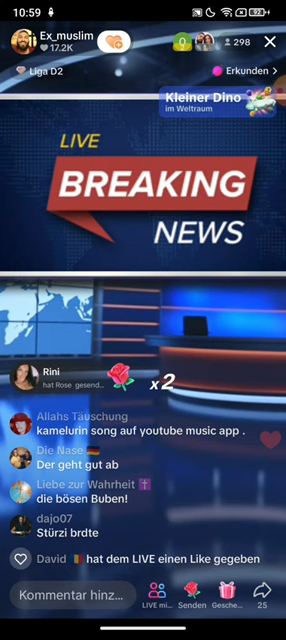 10:59
92
Ex_muslim
17.2K
0
298
Liga D2
Erkunden
Kleiner Dino
im Weltraum
LIVE
BREAKING
NEWS
Rini
hat Rose gesend..
x2
Allahs Täuschung
kamelurin song auf youtube music app .
Die Nase
Der geht gut ab
Liebe zur Wahrheit
die bösen Buben!
dajo07
Stürzi brdte
David hat dem LIVE einen Like gegeben
Kommentar hinz...
LIVE mi...
Senden
Gesche...
25